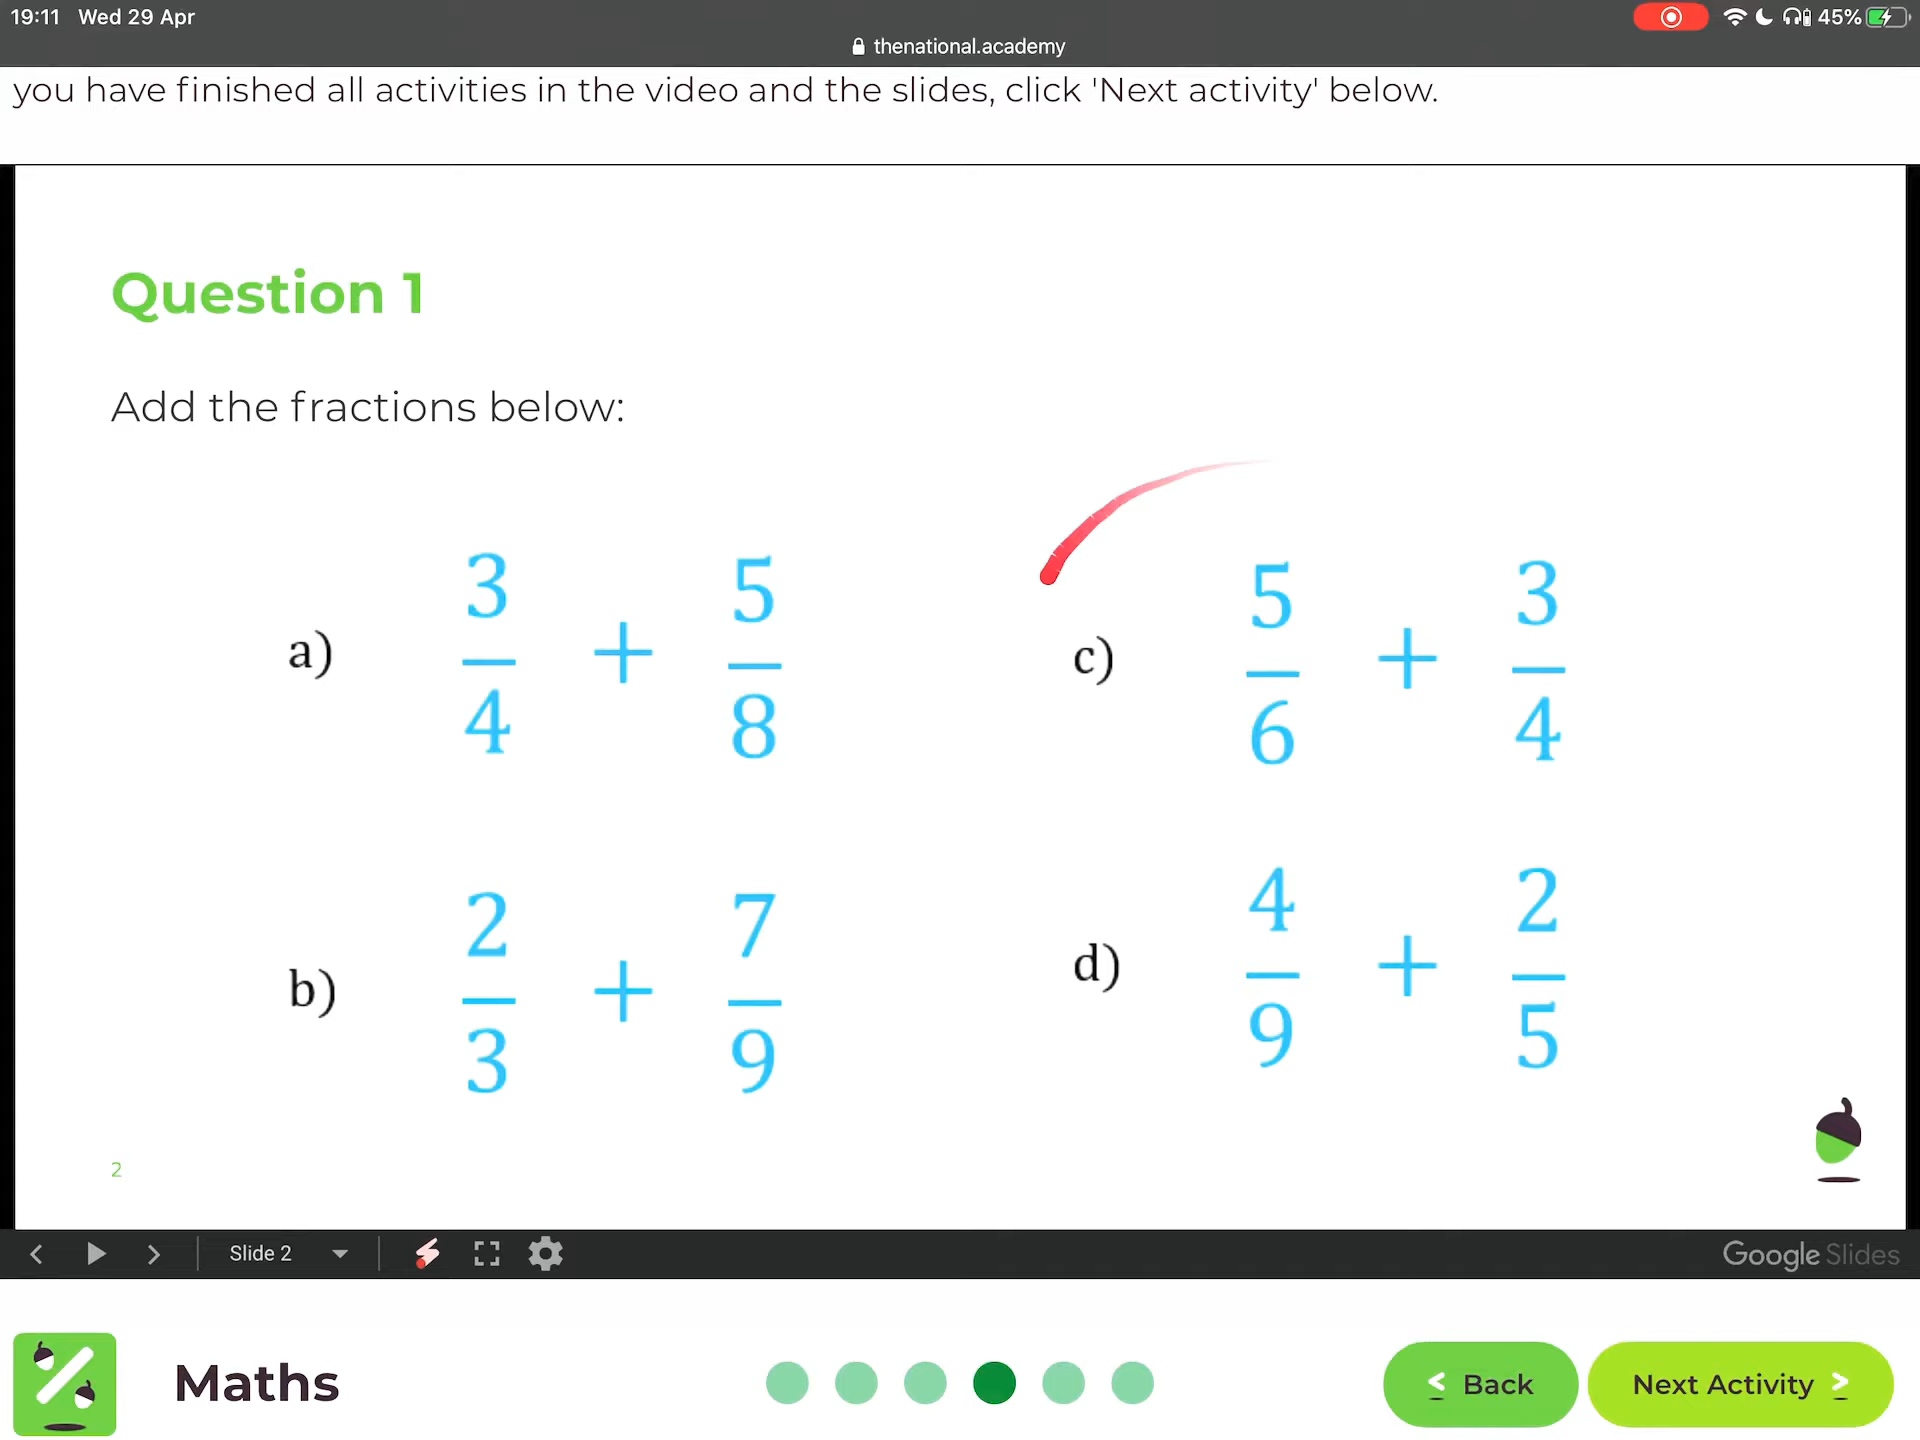 19:11 Wed 29 Apr
45%
thenational.academy
you have finished all activities in the video and the slides, click 'Next activity' below.
Question 1
Add the fractions below:
a) 3/4 + 5/8
c) 5/6 + 3/4
b) 2/3 + 7/9
d) 4/9 + 2/5
2
Slide 2
Google Slides
Maths
< Back
Next Activity >